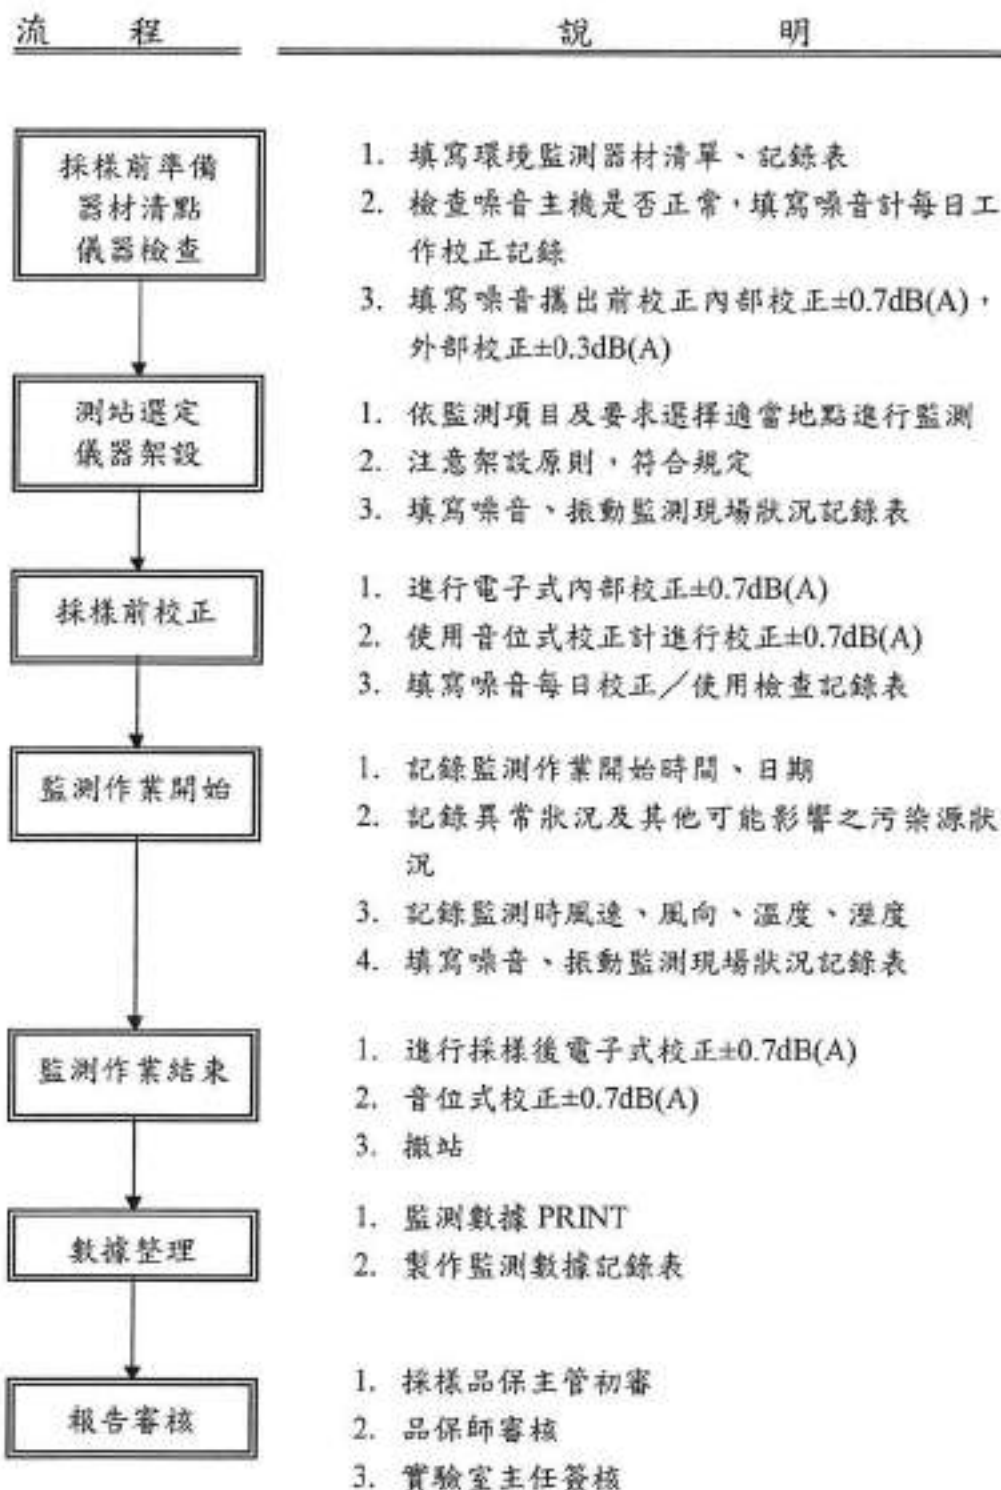 流 程 說 明
採樣前準備
器材清點
儀器檢查
1. 填寫環境監測器材清單、記錄表
2. 檢查噪音主機是否正常，填寫噪音計每日工
作校正記錄
3. 填寫噪音攜出前校正內部校正±0.7dB(A)，
外部校正±0.3dB(A)
測站選定
儀器架設
1. 依監測項目及要求選擇適當地點進行監測
2. 注意架設原則，符合規定
3. 填寫噪音、振動監測現場狀況記錄表
採樣前校正
1. 進行電子式內部校正±0.7dB(A)
2. 使用音位式校正計進行校正±0.7dB(A)
3. 填寫噪音每日校正／使用檢查記錄表
監測作業開始
1. 記錄監測作業開始時間、日期
2. 記錄異常狀況及其他可能影響之污染源狀
況
3. 記錄監測時風速、風向、溫度、溼度
4. 填寫噪音、振動監測現場狀況記錄表
監測作業結束
1. 進行採樣後電子式校正±0.7dB(A)
2. 音位式校正±0.7dB(A)
3. 撤站
數據整理
1. 監測數據 PRINT
2. 製作監測數據記錄表
報告審核
1. 採樣品保主管初審
2. 品保師審核
3. 實驗室主任簽核